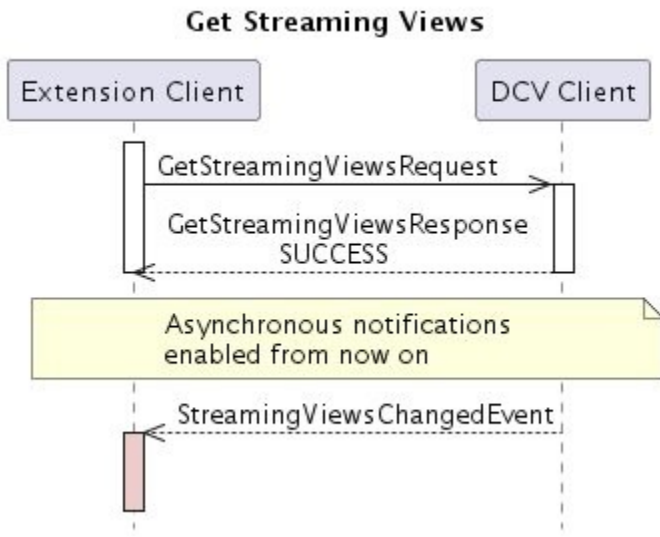 Get Streaming Views
Extension Client
DCV Client
GetStreamingViewsRequest
GetStreamingViewsResponse
SUCCESS
Asynchronous notifications
enabled from now on
StreamingViewsChangedEvent